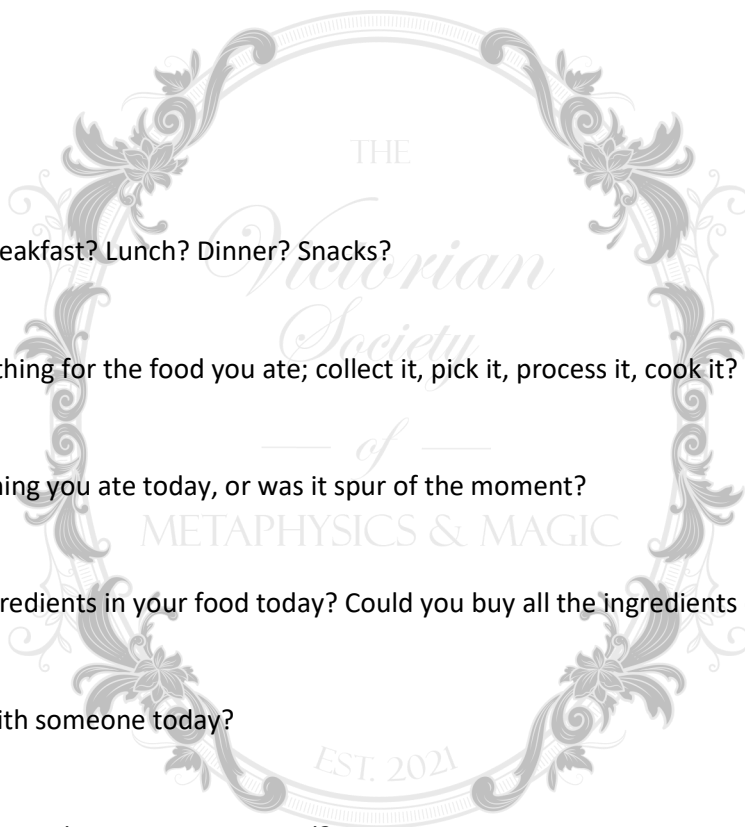 THE
eakfast? Lunch? Dinner? Snacks?
Victorian
Society
thing for the food you ate; collect it, pick it, process it, cook it?
of
ning you ate today, or was it spur of the moment?
METAPHYSICS & MAGIC
redients in your food today? Could you buy all the ingredients
ith someone today?
EST. 2021